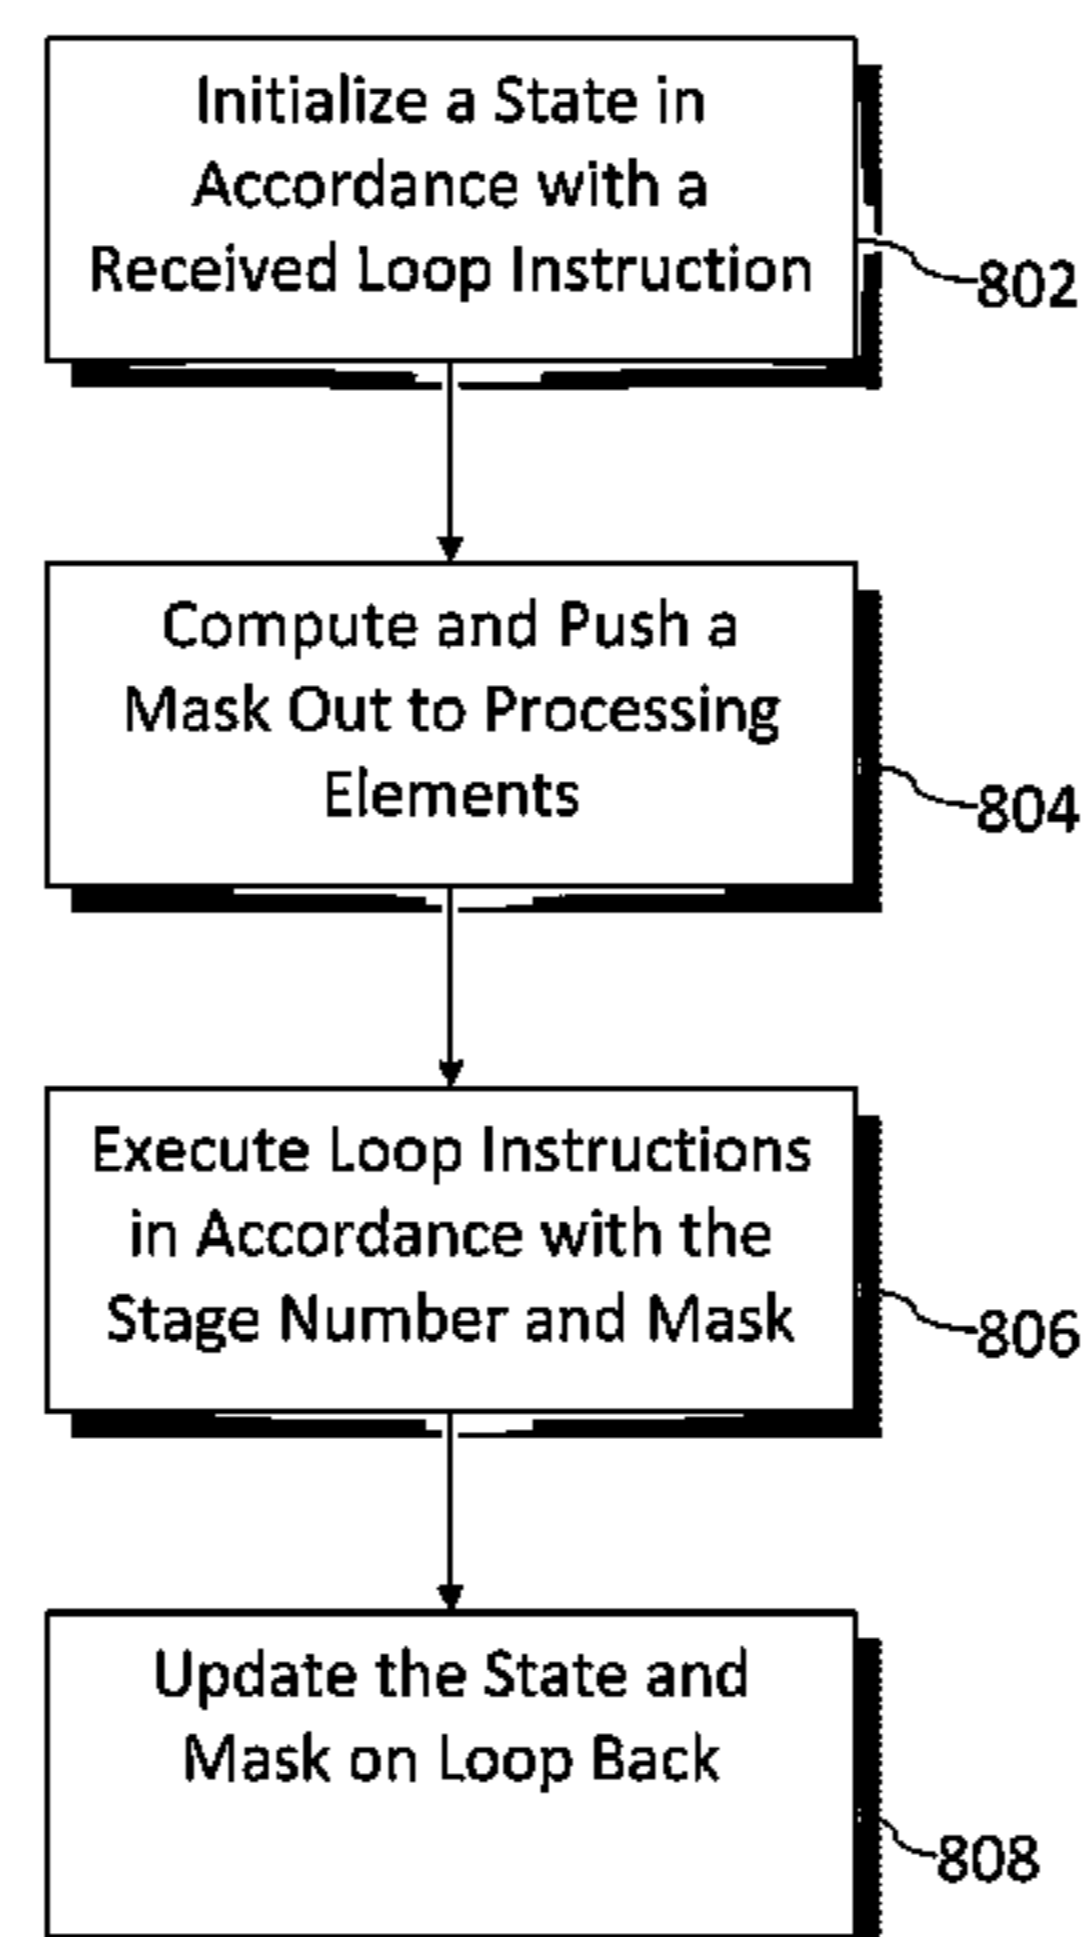 Initialize a State in
Accordance with a
Received Loop Instruction
802
Compute and Push a
Mask Out to Processing
Elements
804
Execute Loop Instructions
in Accordance with the
Stage Number and Mask
806
Update the State and
Mask on Loop Back
808